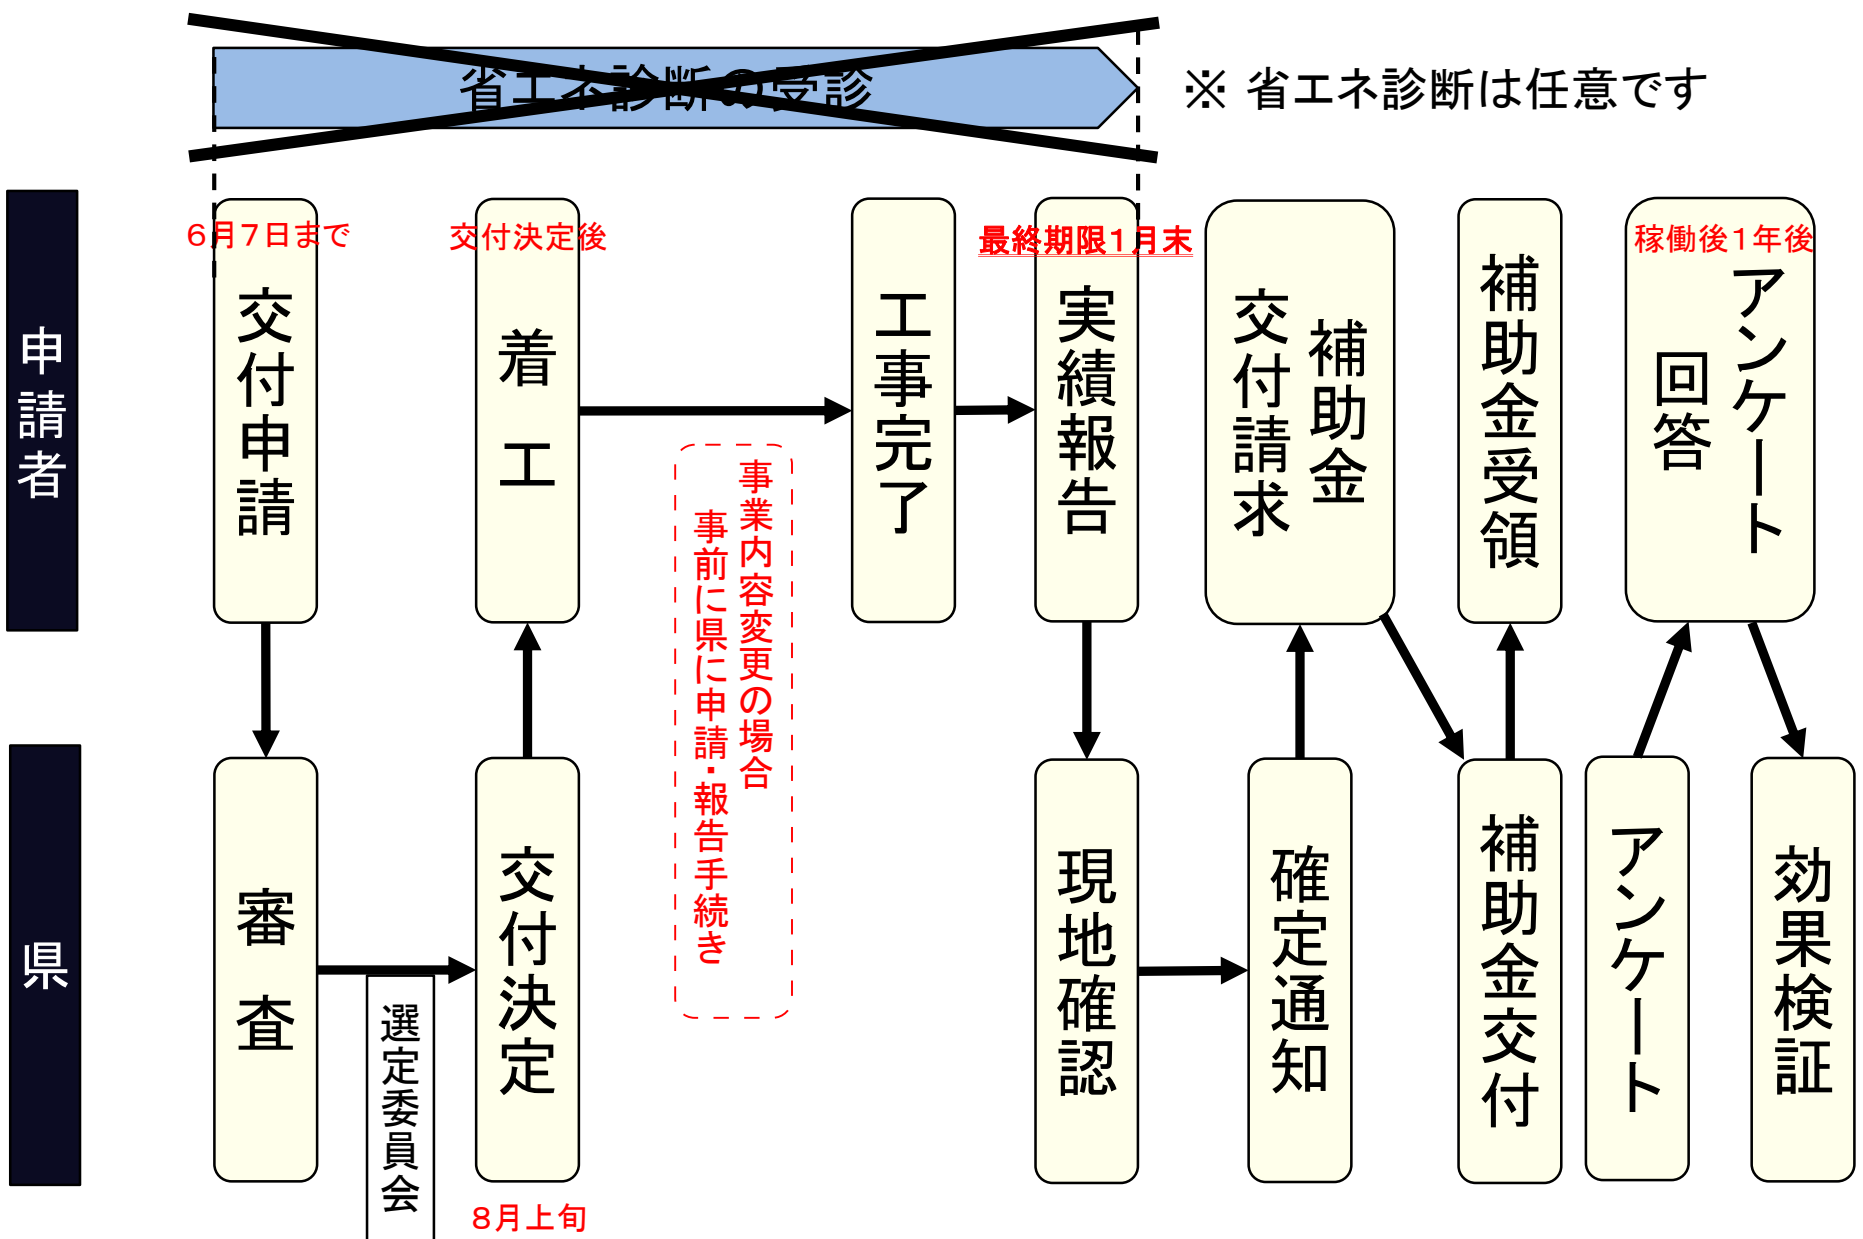 省エネ診断の受診
※ 省エネ診断は任意です
申請者
6月7日まで
交付申請
交付決定後
着工
工事完了
最終期限1月末
実績報告
補助金
交付請求
補助金受領
稼働後1年後
アンケート
回答
事業内容変更の場合
事前に県に申請・報告手続き
県
審査
選定委員会
交付決定
8月上旬
現地確認
確定通知
補助金交付
アンケート
効果検証